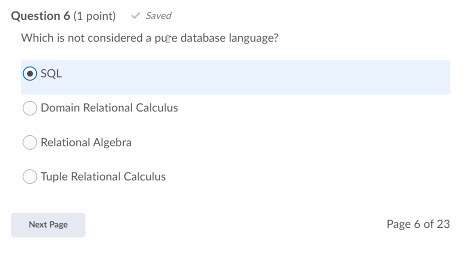 Question 6 (1 point) ✓ Saved
Which is not considered a pure database language?
SQL
Domain Relational Calculus
Relational Algebra
Tuple Relational Calculus
Next Page Page 6 of 23